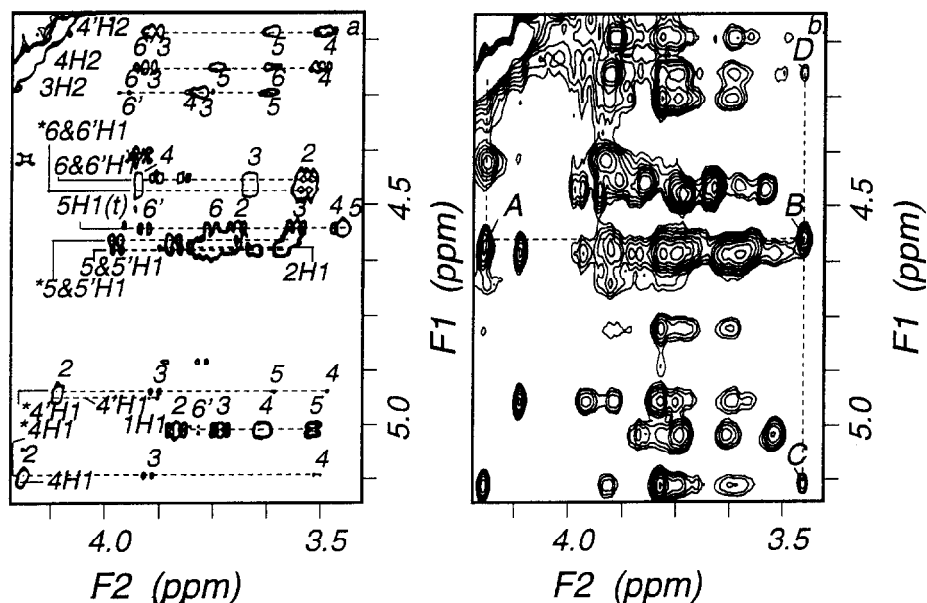 4'H2 6' 3 5 4 a
4H2 6' 3 5 6 4
3H2 6' 4 3 5
*6&6'H1
6&6'H1 4 3 2
5H1(t) 6' 6 2 3 4 5
5&5'H1 2H1
*5&5'H1
2 3 5 4
*4'H1 4'H1
*4H1 1H1 2 6' 3 4 5
2 3 4
4H1
4.0 3.5
F2 (ppm)
4.5
5.0
F1 (ppm)
b
D
A B
C
4.0 3.5
F2 (ppm)
4.5
5.0
F1 (ppm)